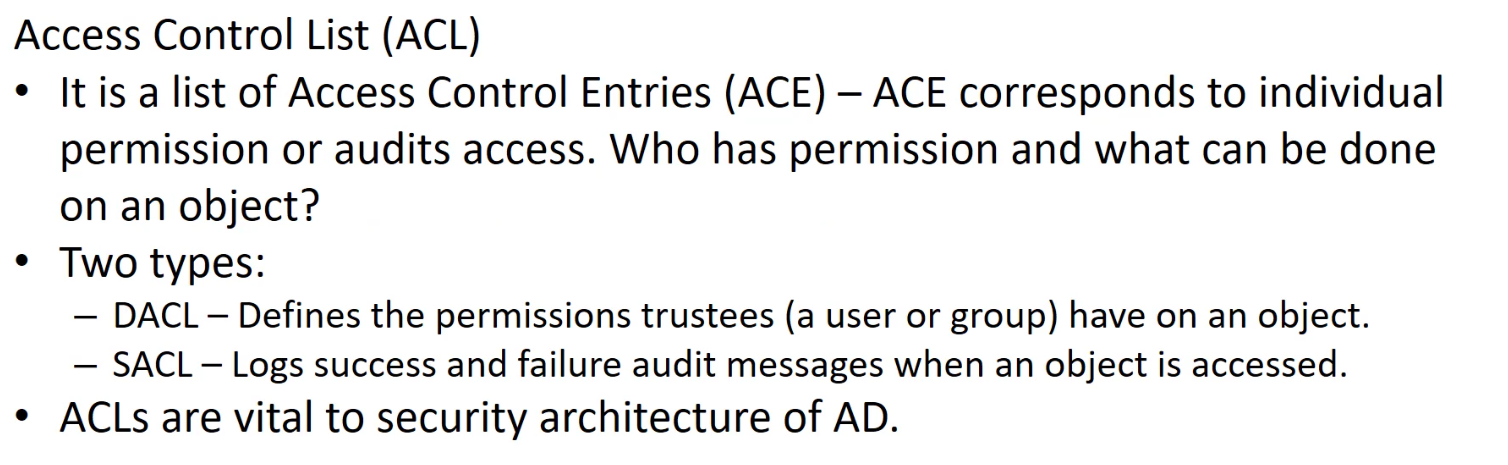 Access Control List (ACL)
• It is a list of Access Control Entries (ACE) – ACE corresponds to individual
permission or audits access. Who has permission and what can be done
on an object?
• Two types:
– DACL – Defines the permissions trustees (a user or group) have on an object.
– SACL – Logs success and failure audit messages when an object is accessed.
• ACLs are vital to security architecture of AD.